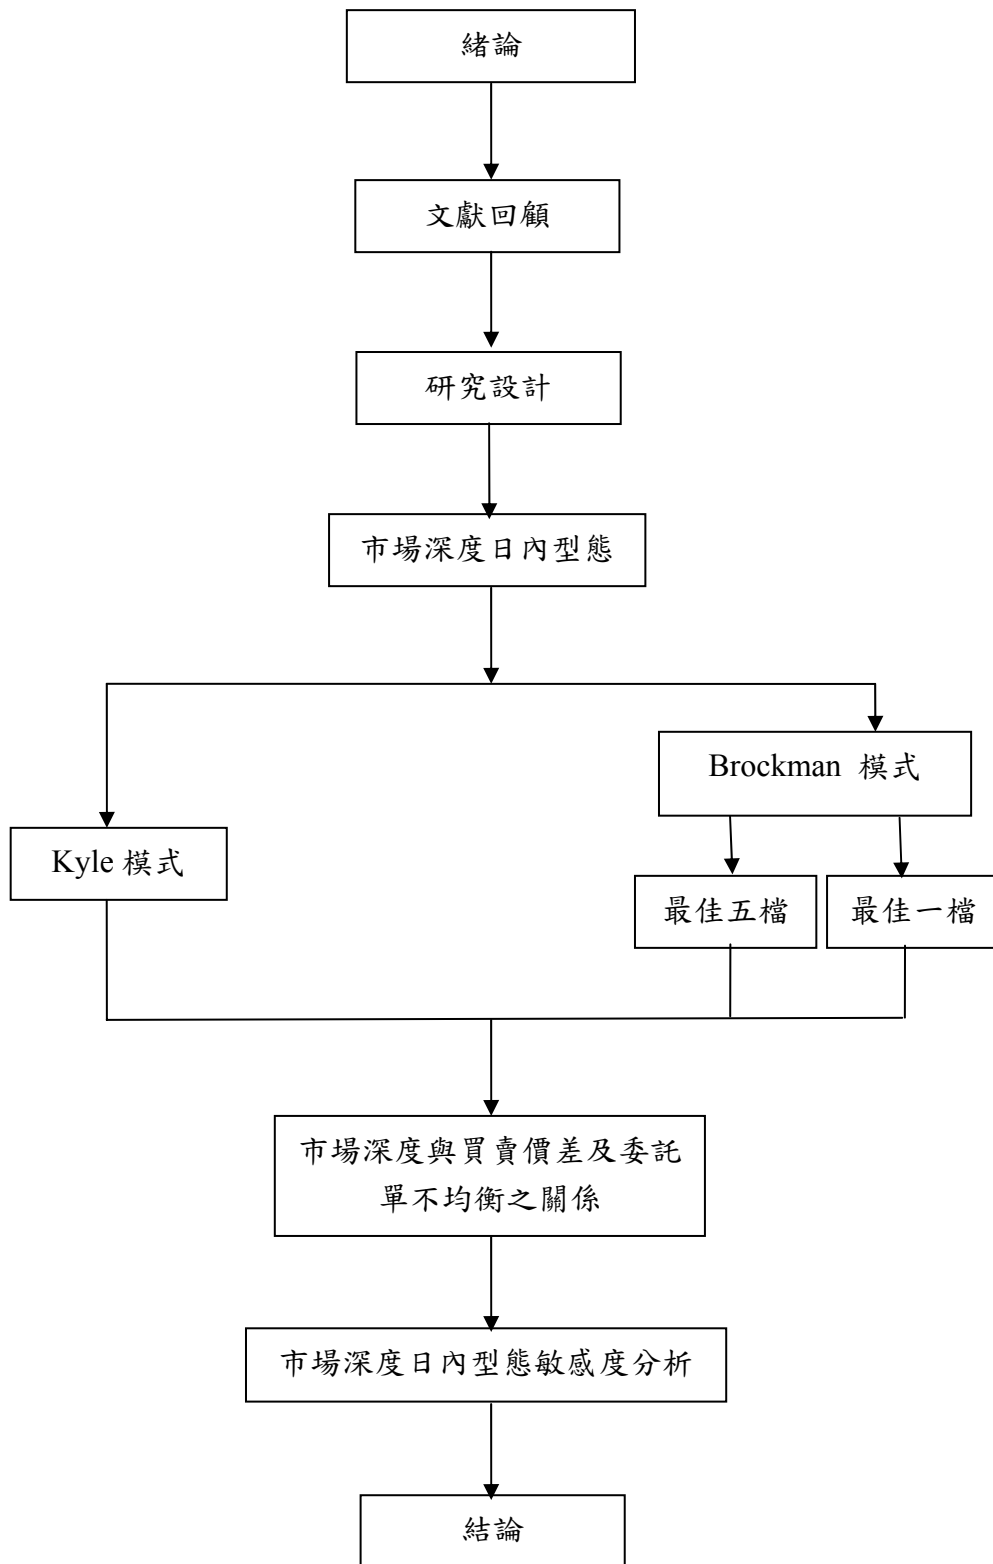 緒論
文獻回顧
研究設計
市場深度日內型態
Brockman 模式
Kyle 模式
最佳五檔
最佳一檔
市場深度與買賣價差及委託
單不均衡之關係
市場深度日內型態敏感度分析
結論